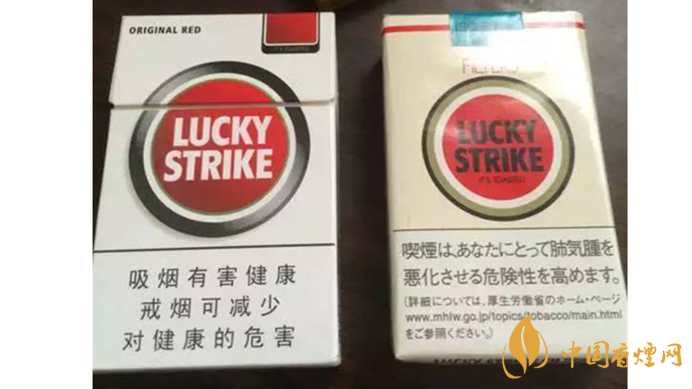 ORIGINAL RED
LUCKY
STRIKE
吸烟有害健康
戒烟可减少
对健康的危害
FILTERS
LUCKY
STRIKE
IT'S TOASTED
喫煙は、あなたにとって肺気腫を
悪化させる危険性を高めます。
(詳細については、厚生労働省のホーム・ページ
www.mhlw.go.jp/topics/tobacco/main.html
をご参照ください。)
中国香烟网